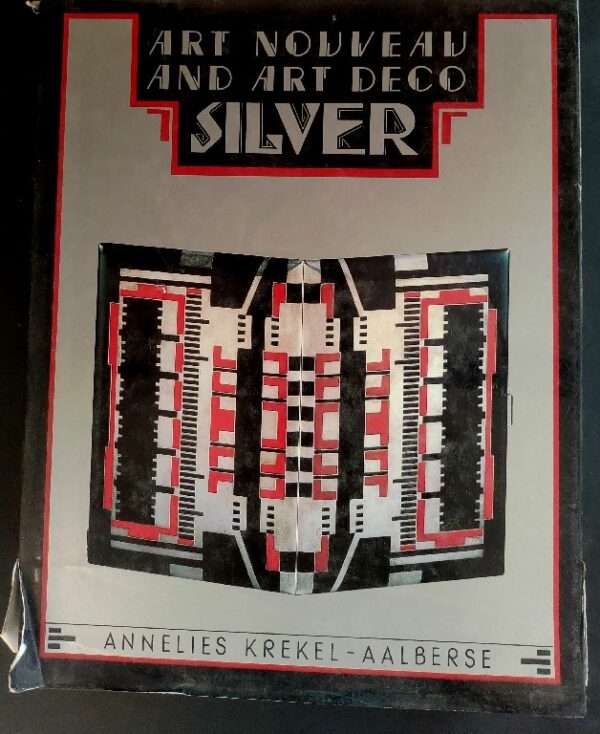 ART NOUVEAU
AND ART DECO
SILVER
ANNELIES KREKEL-AALBERSE